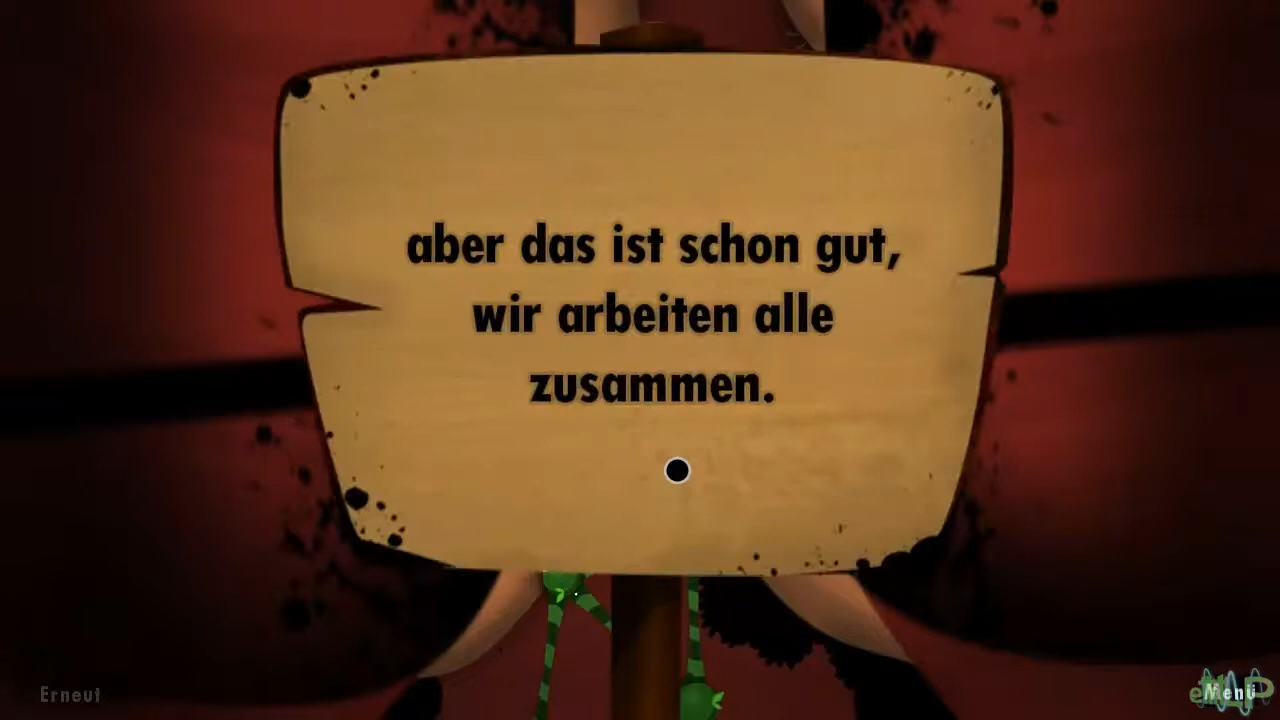 aber das ist schon gut,
wir arbeiten alle
zusammen.
Erneut
Menü